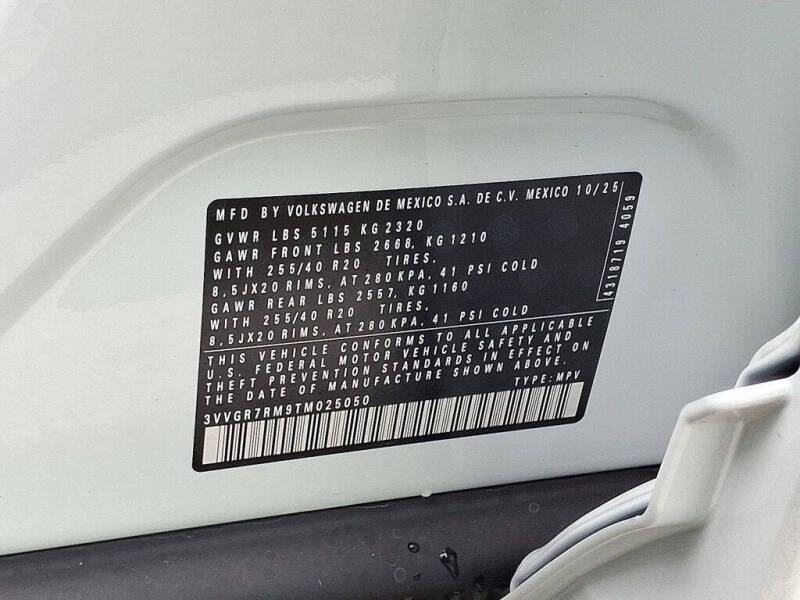 MFD BY VOLKSWAGEN DE MEXICO S.A. DE C.V. MEXICO 10/25
GVWR LBS 5115 KG 2320
GAWR FRONT LBS 2668, KG 1210
WITH 255/40 R20 TIRES,
8,5JX20 RIMS, AT 280 KPA, 41 PSI COLD
GAWR REAR LBS 2557, KG 1160
WITH 255/40 R20 TIRES,
8,5JX20 RIMS, AT 280 KPA, 41 PSI COLD
THIS VEHICLE CONFORMS TO ALL APPLICABLE
U.S. FEDERAL MOTOR VEHICLE SAFETY AND
THEFT PREVENTION STANDARDS IN EFFECT ON
THE DATE OF MANUFACTURE SHOWN ABOVE.
3VVGR7RM9TM025050 TYPE: MPV
4318719 4059